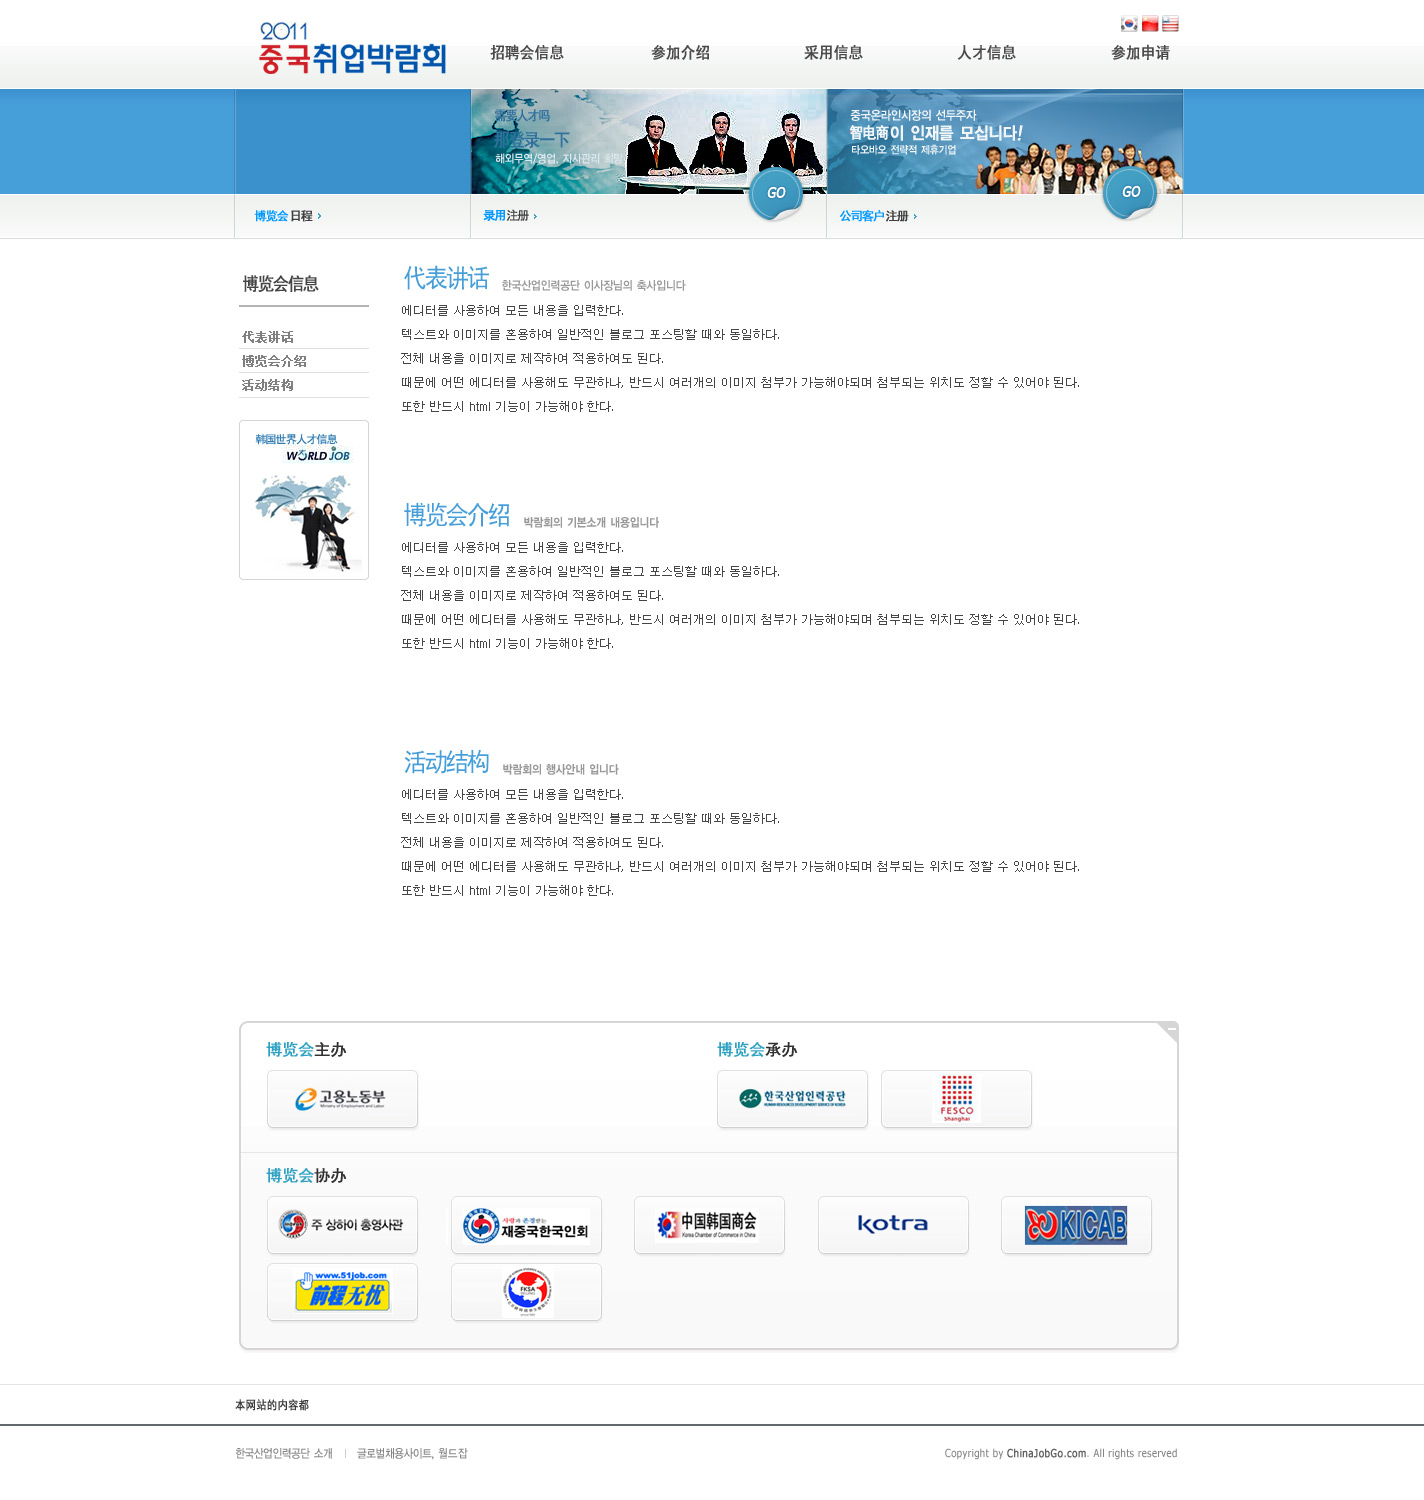 2011
중국취업박람회
招聘会信息
参加介绍
采用信息
人才信息
参加申请
需要人才吗
那登录一下
해외무역/영업, 지사관리 희망
GO
중국온라인시장의 선두주자
智电商이 인재를 모십니다!
타오바오 전략적 제휴기업
GO
博览会 日程
录用注册
公司客户注册
博览会信息
代表讲话
博览会介绍
活动结构
韩国世界人才信息
WORLD JOB
代表讲话 한국산업인력공단 이사장님의 축사입니다
에디터를 사용하여 모든 내용을 입력한다.
텍스트와 이미지를 혼용하여 일반적인 블로그 포스팅할 때와 동일하다.
전체 내용을 이미지로 제작하여 적용하여도 된다.
때문에 어떤 에디터를 사용해도 무관하나, 반드시 여러개의 이미지 첨부가 가능해야되며 첨부되는 위치도 정할 수 있어야 된다.
또한 반드시 html 기능이 가능해야 한다.
博览会介绍 박람회의 기본소개 내용입니다
에디터를 사용하여 모든 내용을 입력한다.
텍스트와 이미지를 혼용하여 일반적인 블로그 포스팅할 때와 동일하다.
전체 내용을 이미지로 제작하여 적용하여도 된다.
때문에 어떤 에디터를 사용해도 무관하나, 반드시 여러개의 이미지 첨부가 가능해야되며 첨부되는 위치도 정할 수 있어야 된다.
또한 반드시 html 기능이 가능해야 한다.
活动结构 박람회의 행사안내 입니다
에디터를 사용하여 모든 내용을 입력한다.
텍스트와 이미지를 혼용하여 일반적인 블로그 포스팅할 때와 동일하다.
전체 내용을 이미지로 제작하여 적용하여도 된다.
때문에 어떤 에디터를 사용해도 무관하나, 반드시 여러개의 이미지 첨부가 가능해야되며 첨부되는 위치도 정할 수 있어야 된다.
또한 반드시 html 기능이 가능해야 한다.
博览会主办
고용노동부
Ministry of Employment and Labor
博览会承办
한국산업인력공단
HUMAN RESOURCES DEVELOPMENT SERVICE OF KOREA
FESCO
Shanghai
博览会协办
주 상하이 총영사관
사랑과 존경받는
재중국한국인회
中国韩国商会
Korea Chamber of Commerce in China
kotra
KICAB
www.51job.com
前程无忧
FKSA
本网站的内容都
한국산업인력공단 소개 | 글로벌채용사이트, 월드잡
Copyright by ChinaJobGo.com. All rights reserved